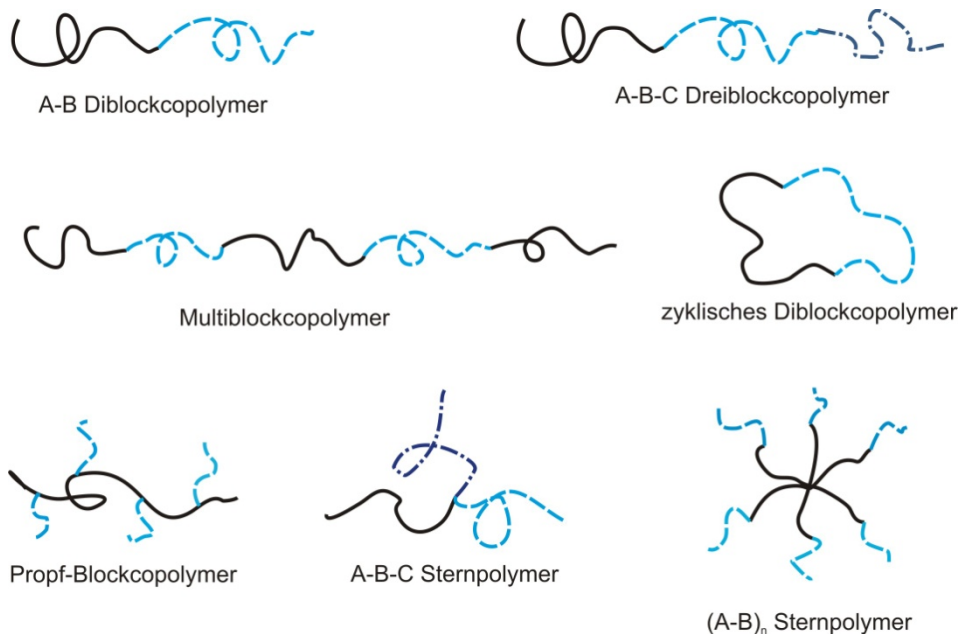 A-B Diblockcopolymer
A-B-C Dreiblockcopolymer
Multiblockcopolymer
zyklisches Diblockcopolymer
Propf-Blockcopolymer
A-B-C Sternpolymer
(A-B)n Sternpolymer